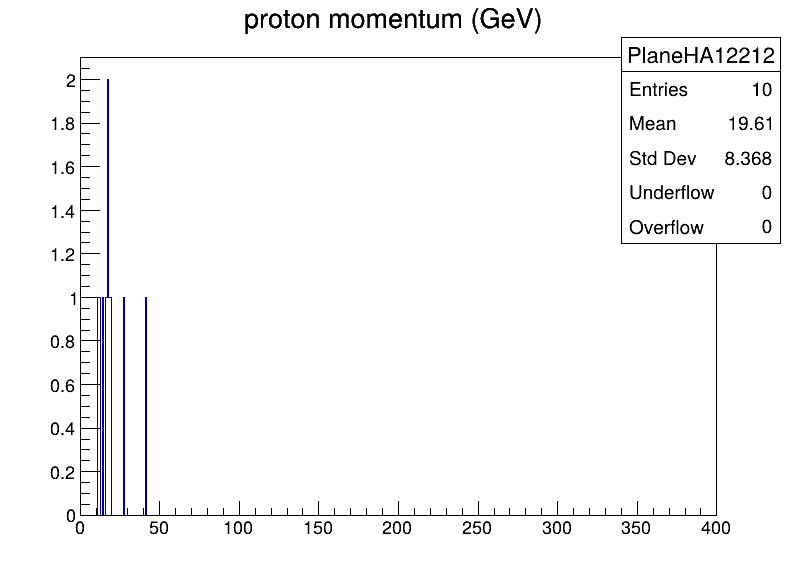 proton momentum (GeV)
PlaneHA12212
Entries 10
Mean 19.61
Std Dev 8.368
Underflow 0
Overflow 0
2
1.8
1.6
1.4
1.2
1
0.8
0.6
0.4
0.2
0
0 50 100 150 200 250 300 350 400